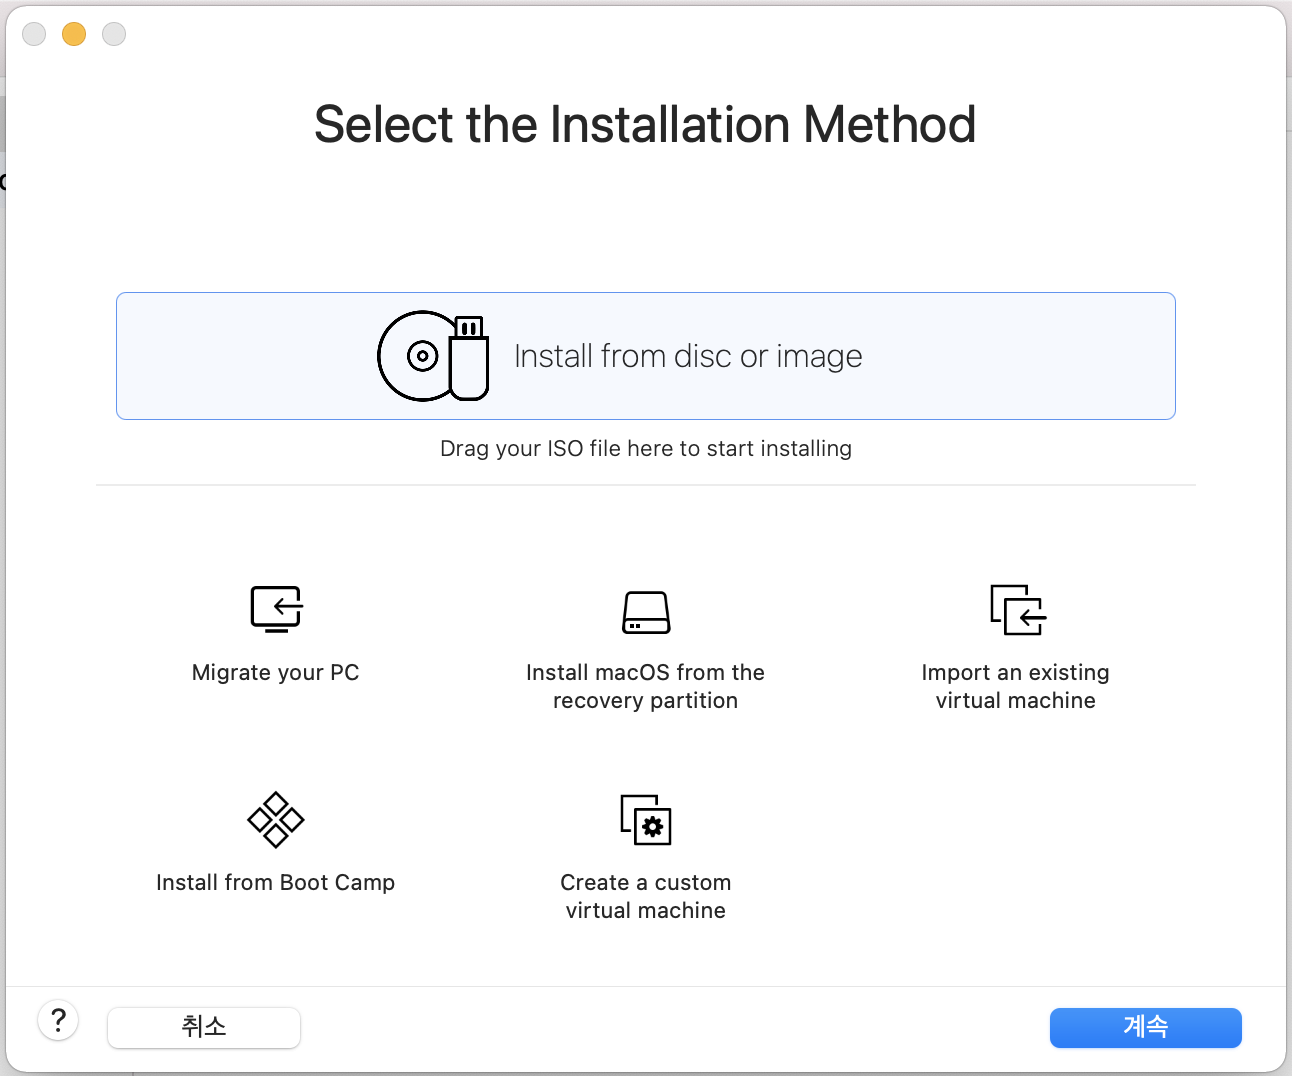 Select the Installation Method
Install from disc or image
Drag your ISO file here to start installing
Migrate your PC
Install macOS from the
recovery partition
Import an existing
virtual machine
Install from Boot Camp
Create a custom
virtual machine
?
취소
계속